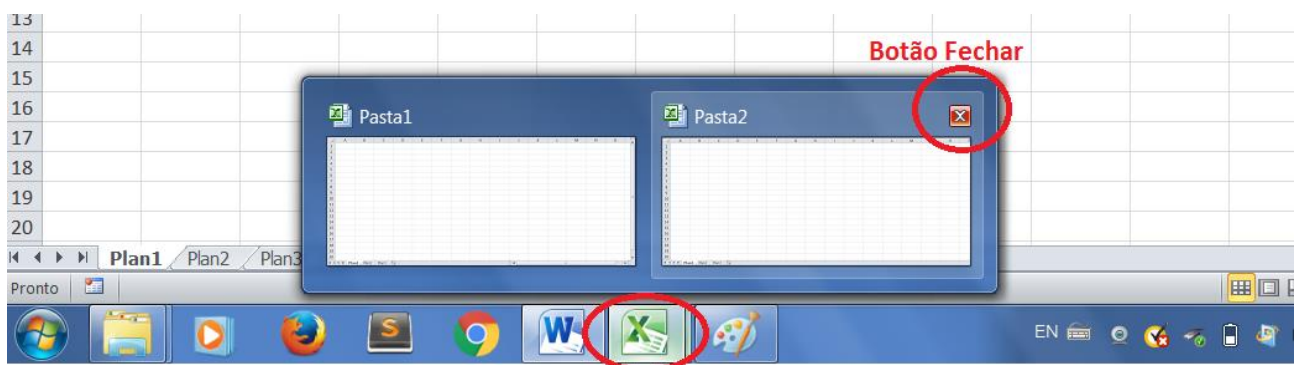 13
14
Botão Fechar
15
16
Pasta1
Pasta2
17
18
19
20
Plan1 Plan2 Plan3
Pronto
EN